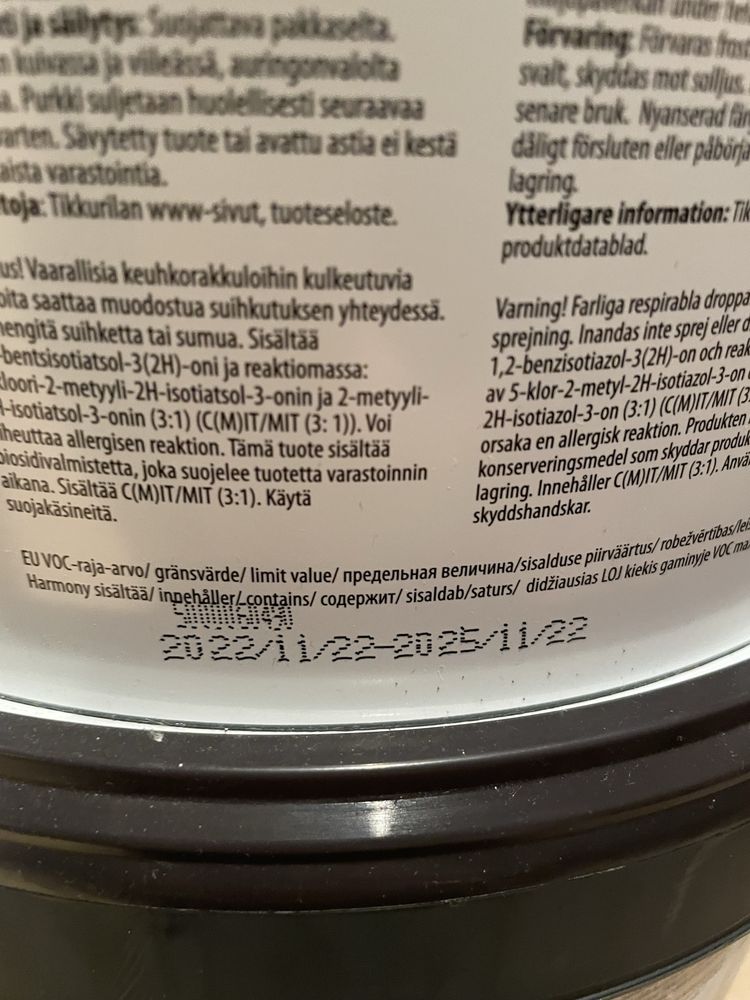 ja säilytys: Suojattava pakkaselta.
kuivassa ja viileässä, auringonvalolta
Purkki suljetaan huolellisesti seuraavaa
varten. Sävytetty tuote tai avattu astia ei kestä
varastointia.
Tikkurilan www-sivut, tuoteseloste.
Vaarallisia keuhkorakkuloihin kulkeutuvia
saattaa muodostua suihkutuksen yhteydessä.
hengitä suihketta tai sumua. Sisältää
-bentsisotiatsol-3(2H)-oni ja reaktiomassa:
kloori-2-metyyli-2H-isotiatsol-3-onin ja 2-metyyli-
-isotiatsol-3-onin (3:1) (C(M)IT/MIT (3: 1)). Voi
iheuttaa allergisen reaktion. Tämä tuote sisältää
biosidivalmistetta, joka suojelee tuotetta varastoinnin
aikana. Sisältää C(M)IT/MIT (3:1). Käytä
suojakäsineitä.
Förvaring: Förvaras
svalt, skyddas mot solljus.
senare bruk. Nyanserad
dåligt försluten eller
lagring.
Ytterligare information:
produktdatablad.
Varning! Farliga respirabla
sprejning. Inandas inte sprej eller
1,2-benzisotiazol-3(2H)-on och
av 5-klor-2-metyl-2H-isotiazol-3-on
2H-isotiazol-3-on (3:1) (C(M)IT/MIT
orsaka en allergisk reaktion. Produkten
konserveringsmedel som skyddar
lagring. Innehåller C(M)IT/MIT (3:1).
skyddshandskar.
EU VOC-raja-arvo/ gränsvärde/ limit value/ предельная величина/sisalduse piirväärtus/ robežvērtības/
Harmony sisältää/ innehåller/ contains/ содержит/ sisaldab/saturs/ didžiausias LOJ kiekis gaminyje VOC
2022/11/22-2025/11/22